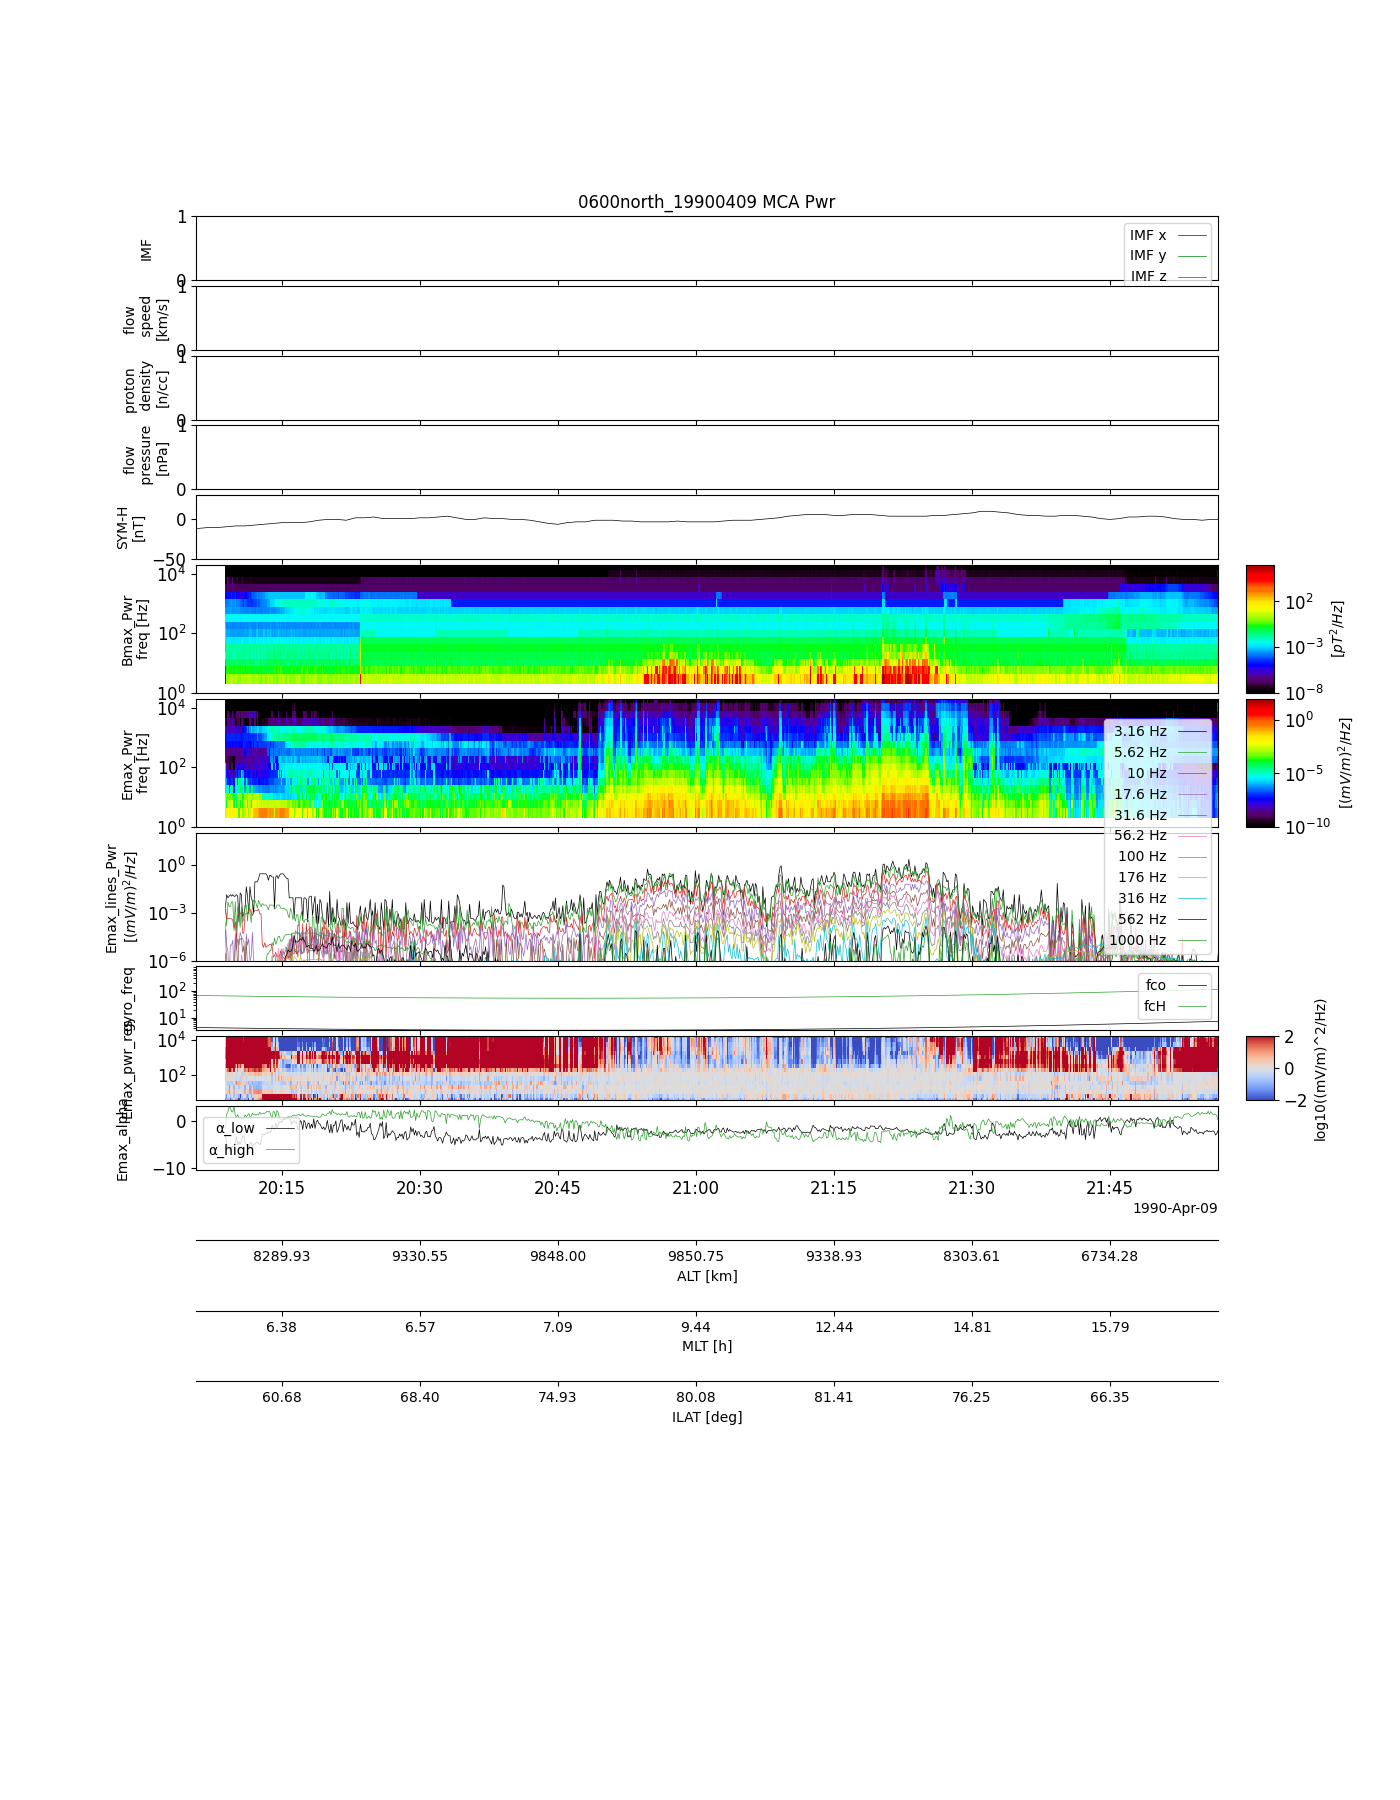 0600north_19900409 MCA Pwr
1
IMF
0
IMF x
IMF y
IMF z
1
flow
speed
[km/s]
0
1
proton
density
[n/cc]
0
1
flow
pressure
[nPa]
0
SYM-H
[nT]
0
−50
Bmax_Pwr
freq [Hz]
10^4
10^2
10^0
10^2
10^−3
10^−8
[pT^2/Hz]
Emax_Pwr
freq [Hz]
10^4
10^2
10^0
10^0
10^−5
10^−10
[(mV/m)^2/Hz]
3.16 Hz
5.62 Hz
10 Hz
17.6 Hz
31.6 Hz
56.2 Hz
100 Hz
176 Hz
316 Hz
562 Hz
1000 Hz
Emax_lines_Pwr
[(mV/m)^2/Hz]
10^0
10^−3
10^−6
gyro_freq
10^2
10^1
fco
fcH
Emax_pwr_reg
10^4
10^2
2
0
−2
log10((mV/m)^2/Hz)
Emax_alpha
0
−10
α_low
α_high
20:15 20:30 20:45 21:00 21:15 21:30 21:45
1990-Apr-09
8289.93 9330.55 9848.00 9850.75 9338.93 8303.61 6734.28
ALT [km]
6.38 6.57 7.09 9.44 12.44 14.81 15.79
MLT [h]
60.68 68.40 74.93 80.08 81.41 76.25 66.35
ILAT [deg]